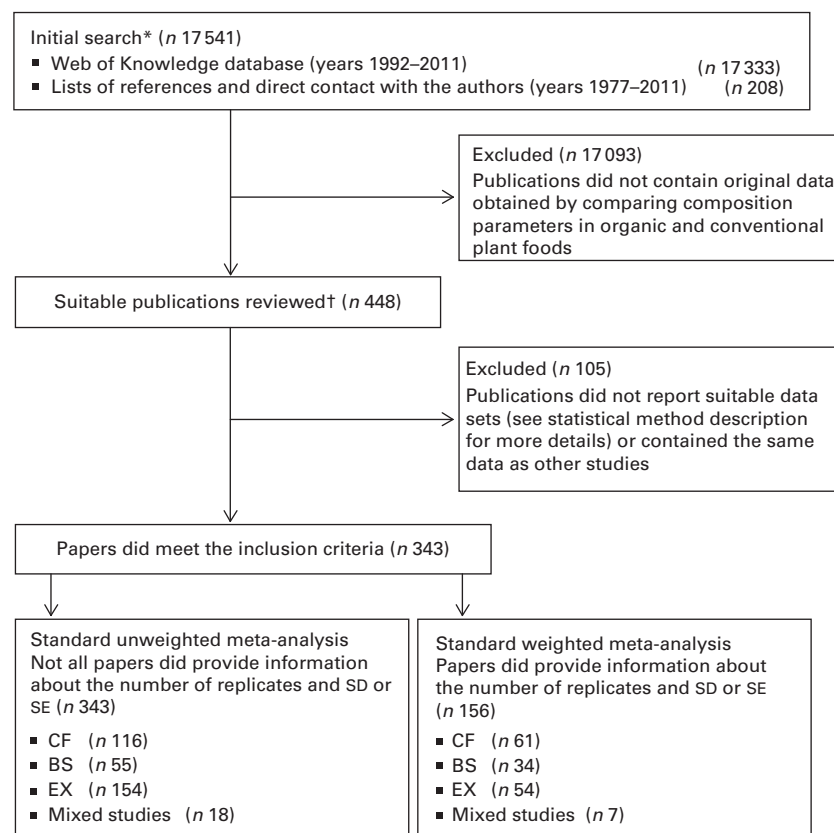 Initial search* (n 17 541)
▪ Web of Knowledge database (years 1992–2011) (n 17 333)
▪ Lists of references and direct contact with the authors (years 1977–2011) (n 208)
Excluded (n 17 093)
Publications did not contain original data
obtained by comparing composition
parameters in organic and conventional
plant foods
Suitable publications reviewed† (n 448)
Excluded (n 105)
Publications did not report suitable data
sets (see statistical method description
for more details) or contained the same
data as other studies
Papers did meet the inclusion criteria (n 343)
Standard unweighted meta-analysis
Not all papers did provide information
about the number of replicates and SD or
SE (n 343)
▪ CF (n 116)
▪ BS (n 55)
▪ EX (n 154)
▪ Mixed studies (n 18)
Standard weighted meta-analysis
Papers did provide information about
the number of replicates and SD or SE
(n 156)
▪ CF (n 61)
▪ BS (n 34)
▪ EX (n 54)
▪ Mixed studies (n 7)